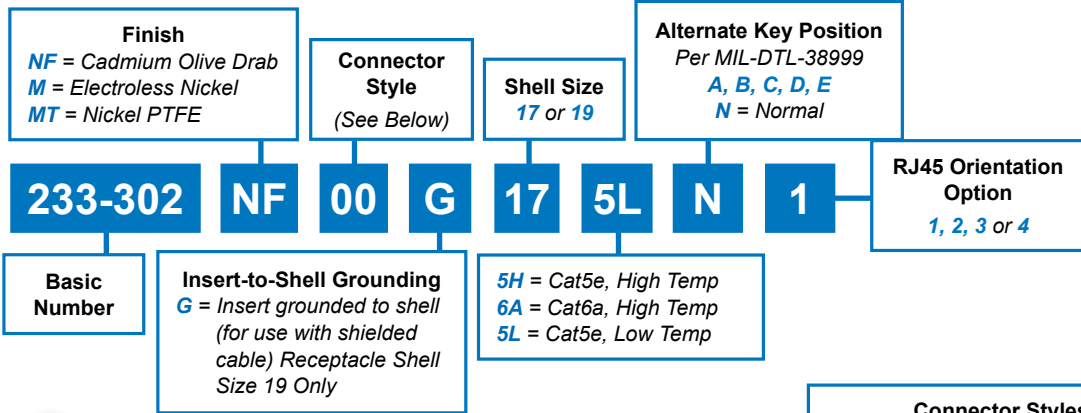 Finish
NF = Cadmium Olive Drab
M = Electroless Nickel
MT = Nickel PTFE
Connector
Style
(See Below)
Shell Size
17 or 19
Alternate Key Position
Per MIL-DTL-38999
A, B, C, D, E
N = Normal
RJ45 Orientation
Option
1, 2, 3 or 4
233-302 NF 00 G 17 5L N 1
Basic
Number
Insert-to-Shell Grounding
G = Insert grounded to shell
(for use with shielded
cable) Receptacle Shell
Size 19 Only
5H = Cat5e, High Temp
6A = Cat6a, High Temp
5L = Cat5e, Low Temp
Connector Styles